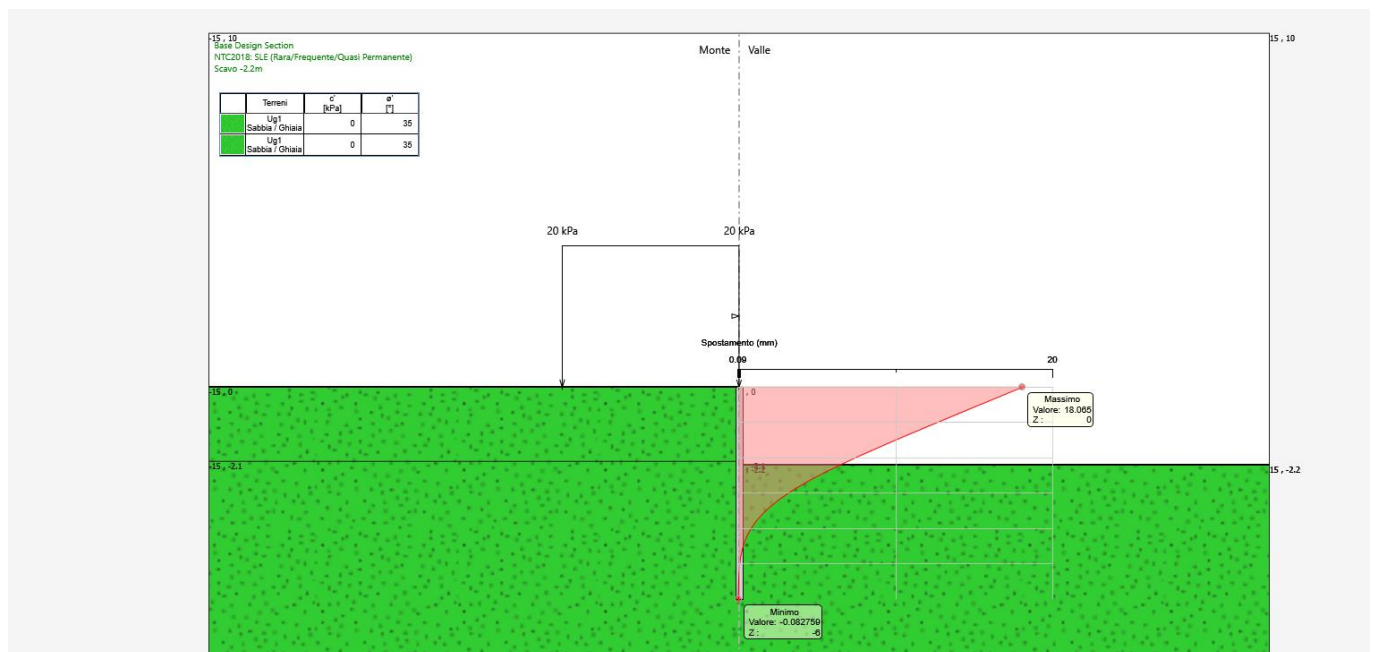 -15 , 10
15 , 10
Base Design Section
NTC2018: SLE (Rara/Frequente/Quasi Permanente)
Scavo -2.2m
Monte
Valle
Terreni c' [kPa] ø' [°]
Ug1 Sabbia / Ghiaia 0 35
Ug1 Sabbia / Ghiaia 0 35
20 kPa
20 kPa
Spostamento (mm)
0.09
20
-15 , 0
, 0
Massimo
Valore: 18.065
Z : 0
-15 , -2.1
15 , -2.2
Minimo
Valore: -0.082759
Z : -6